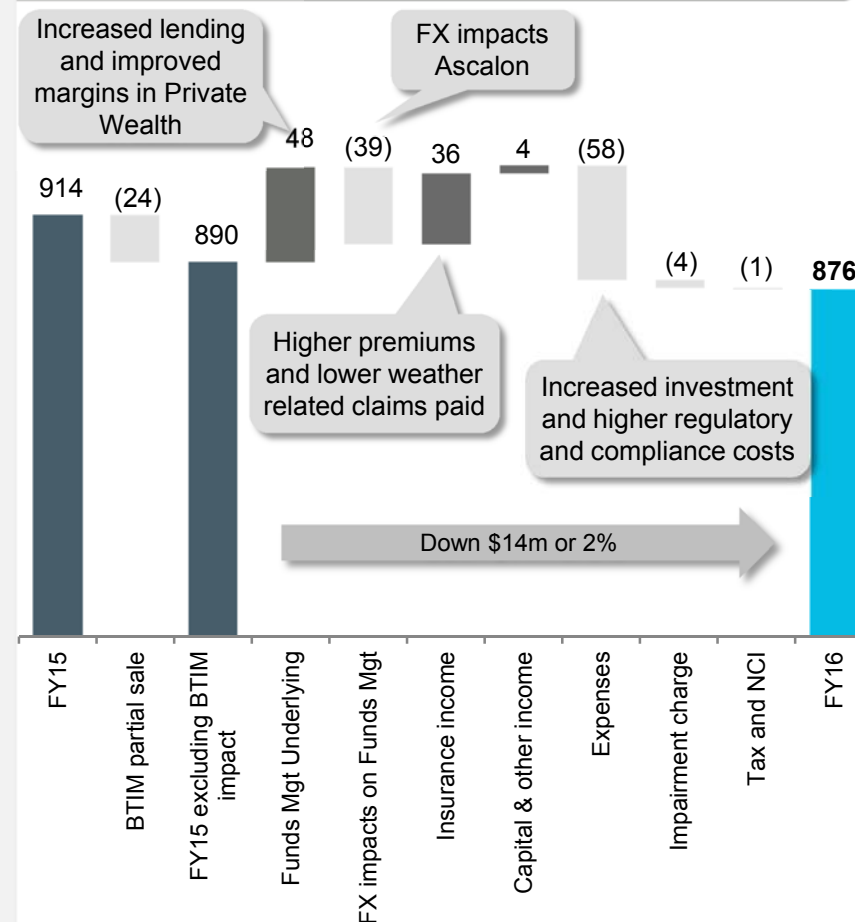 Increased lending
and improved
margins in Private
Wealth
FX impacts
Ascalon
914
(24)
890
48
(39)
36
4
(58)
(4)
(1)
876
Higher premiums
and lower weather
related claims paid
Increased investment
and higher regulatory
and compliance costs
Down $14m or 2%
FY15
BTIM partial sale
FY15 excluding BTIM
impact
Funds Mgt Underlying
FX impacts on Funds Mgt
Insurance income
Capital & other income
Expenses
Impairment charge
Tax and NCI
FY16